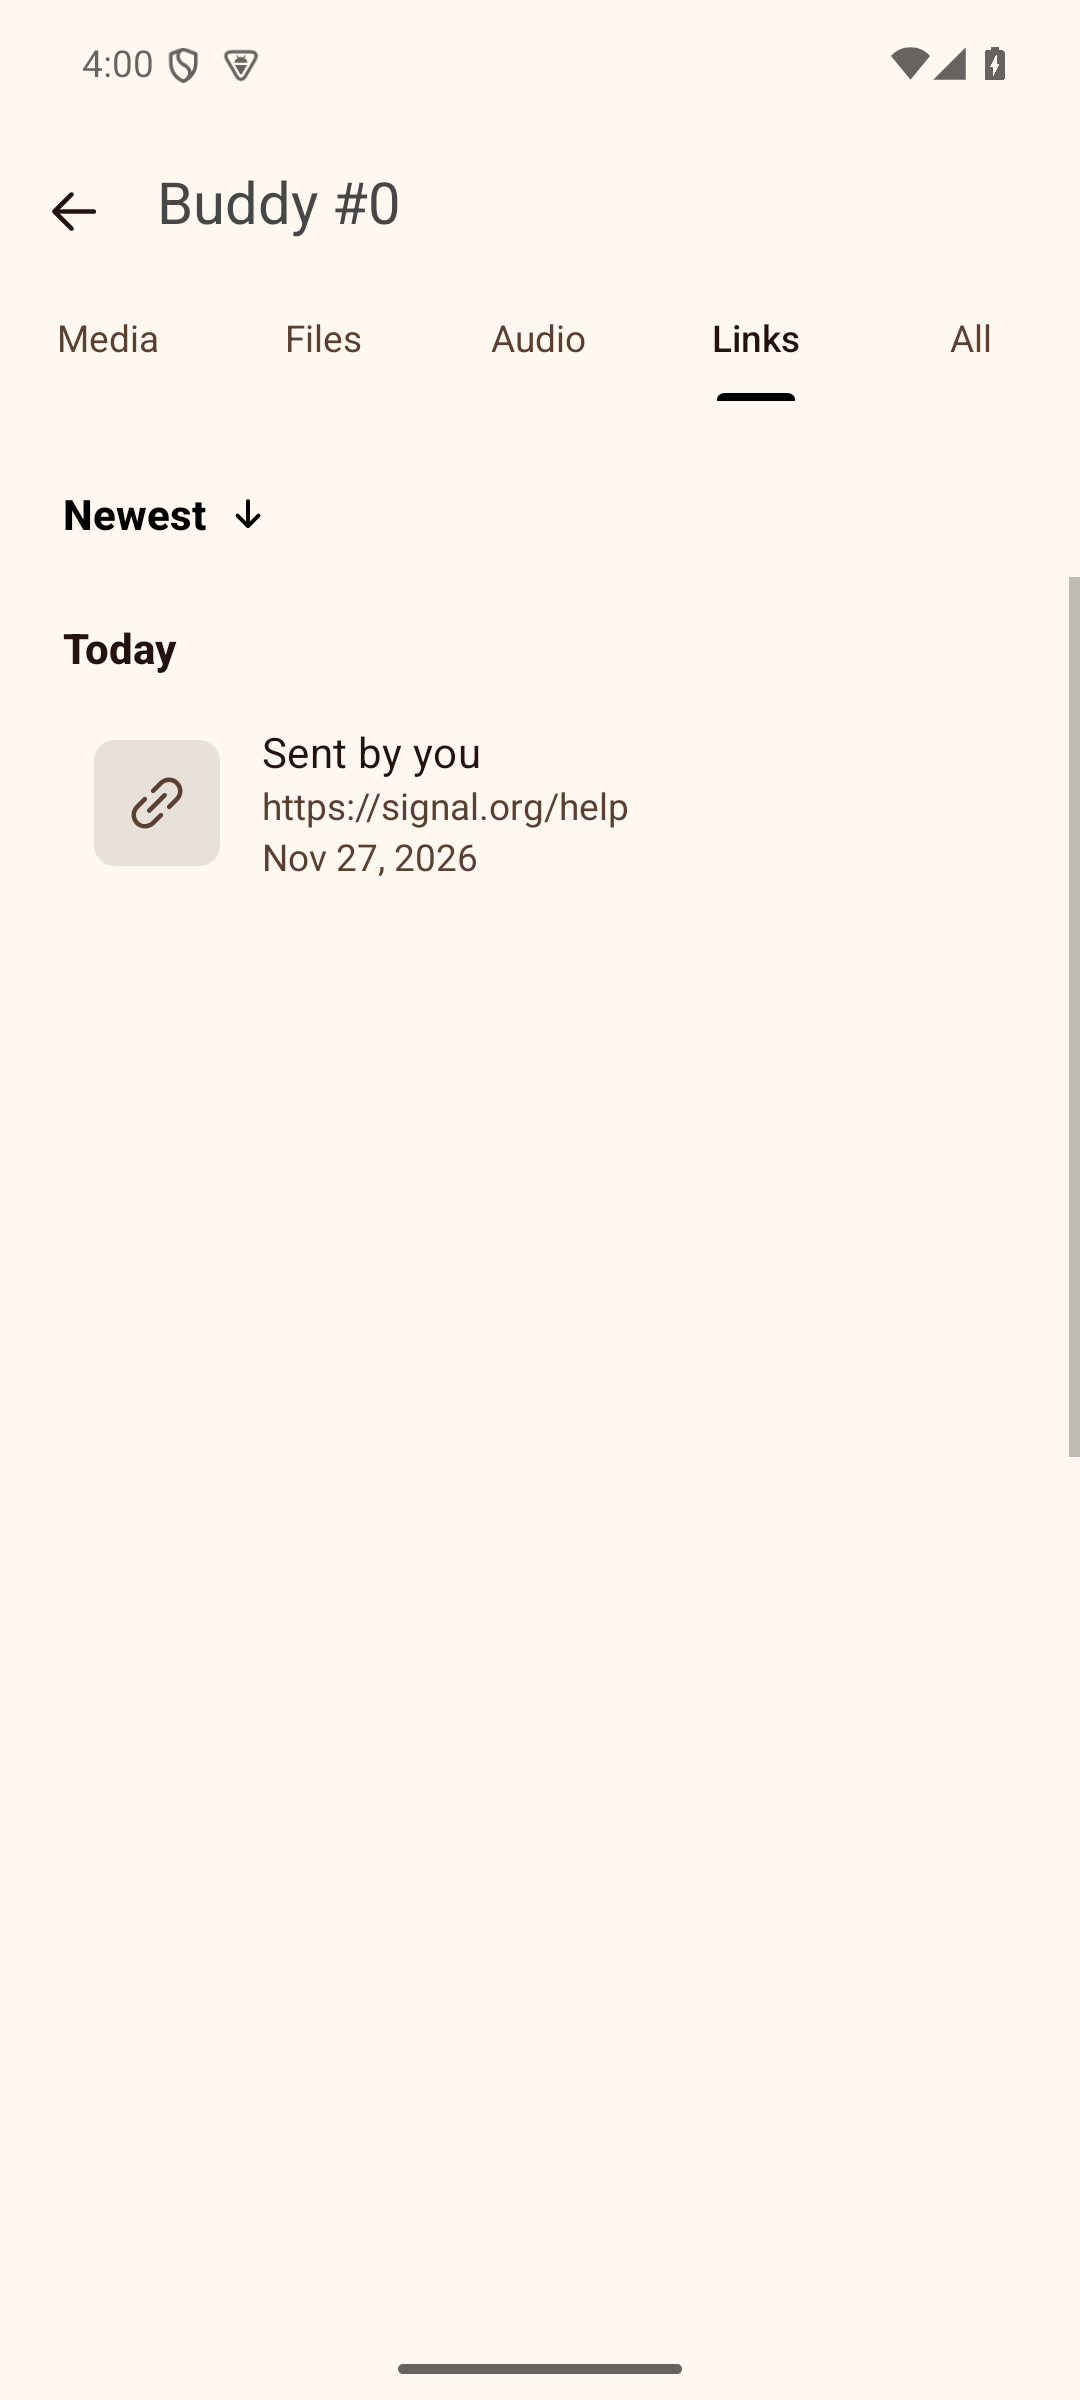 4:00
Buddy #0
Media Files Audio Links All
Newest
Today
Sent by you
https://signal.org/help
Nov 27, 2026